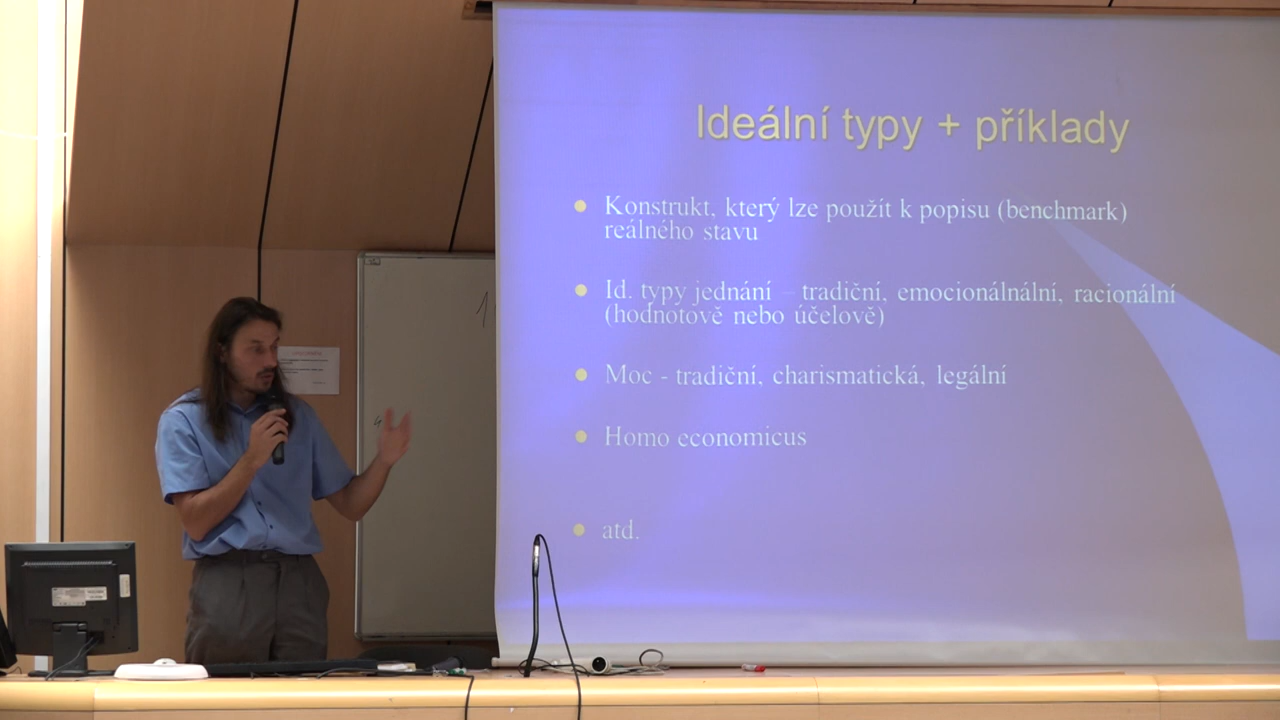 Ideální typy + příklady
Konstrukt, který lze použít k popisu (benchmark)
reálného stavu
Id. typy jednání – tradiční, emocionálnální, racionální
(hodnotově nebo účelově)
Moc - tradiční, charismatická, legální
Homo economicus
atd.